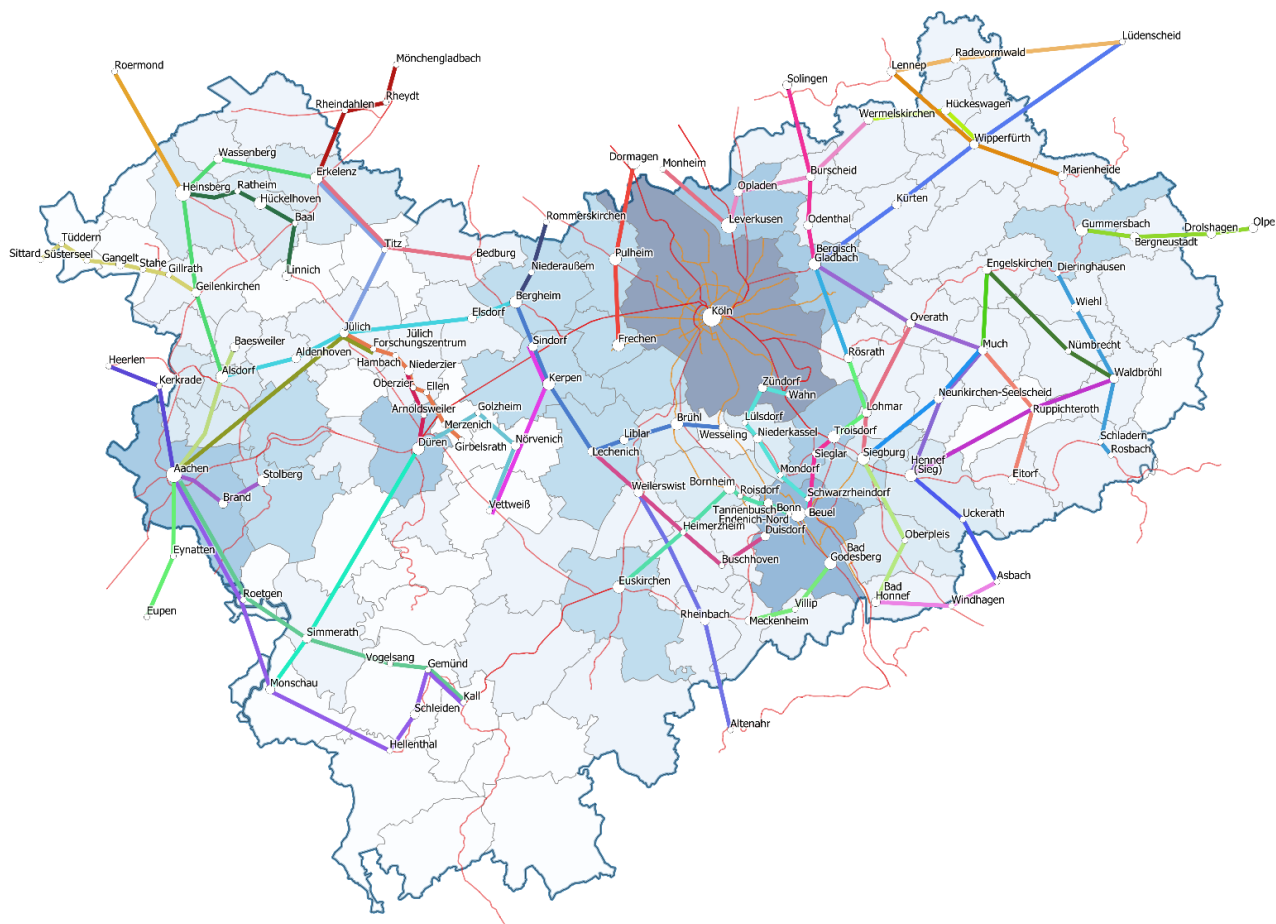 Lüdenscheid
Radevormwald
Mönchengladbach
Roermond
Lennep
Solingen
Rheydt
Rheindahlen
Hückeswagen
Wermelskirchen
Wipperfürth
Wassenberg
Dormagen
Monheim
Erkelenz
Burscheid
Marienheide
Heinsberg
Ratheim
Opladen
Hückelhoven
Kürten
Baal
Rommerskirchen
Leverkusen
Odenthal
Gummersbach
Olpe
Drolshagen
Bergneustadt
Tüddern
Titz
Bergisch
Gladbach
Sittard
Süsterseel
Gangelt
Stahe
Gillrath
Linnich
Bedburg
Pulheim
Niederaußem
Engelskirchen
Dieringhausen
Geilenkirchen
Bergheim
Wiehl
Köln
Elsdorf
Overath
Jülich
Jülich
Forschungszentrum
Baesweiler
Sindorf
Frechen
Much
Nümbrecht
Aldenhoven
Hambach
Niederzier
Rösrath
Heerlen
Alsdorf
Kerkrade
Oberzier
Ellen
Kerpen
Zündorf
Wahn
Waldbröhl
Neunkirchen-Seelscheid
Arnoldsweiler
Golzheim
Lülsdorf
Lohmar
Ruppichteroth
Merzenich
Brühl
Düren
Girbelsrath
Nörvenich
Liblar
Wesseling
Niederkassel
Troisdorf
Schladern
Lechenich
Sieglar
Siegburg
Rosbach
Aachen
Stolberg
Hennef
(Sieg)
Eitorf
Mondorf
Bornheim
Roisdorf
Brand
Weilerswist
Schwarzrheindorf
Vettweiß
Tannenbusch
Bonn
Beuel
Endenich-Nord
Duisdorf
Uckerath
Heimerzheim
Oberpleis
Eynatten
Buschhoven
Bad
Godesberg
Euskirchen
Asbach
Roetgen
Bad
Honnef
Windhagen
Eupen
Villip
Rheinbach
Meckenheim
Simmerath
Vogelsang
Gemünd
Monschau
Kall
Schleiden
Altenahr
Hellenthal